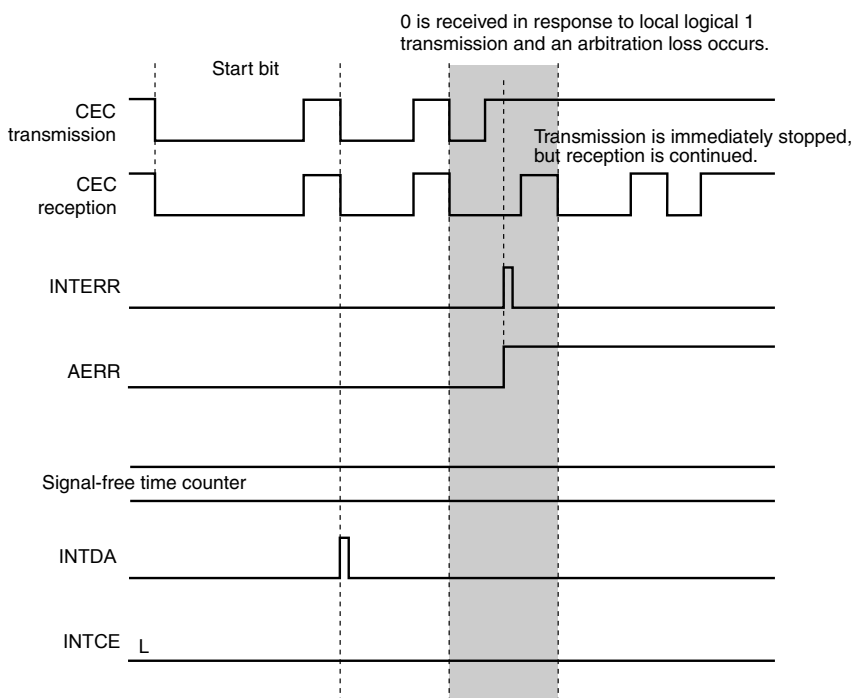 0 is received in response to local logical 1
transmission and an arbitration loss occurs.
Start bit
CEC
transmission
Transmission is immediately stopped,
but reception is continued.
CEC
reception
INTERR
AERR
Signal-free time counter
INTDA
INTCE
L